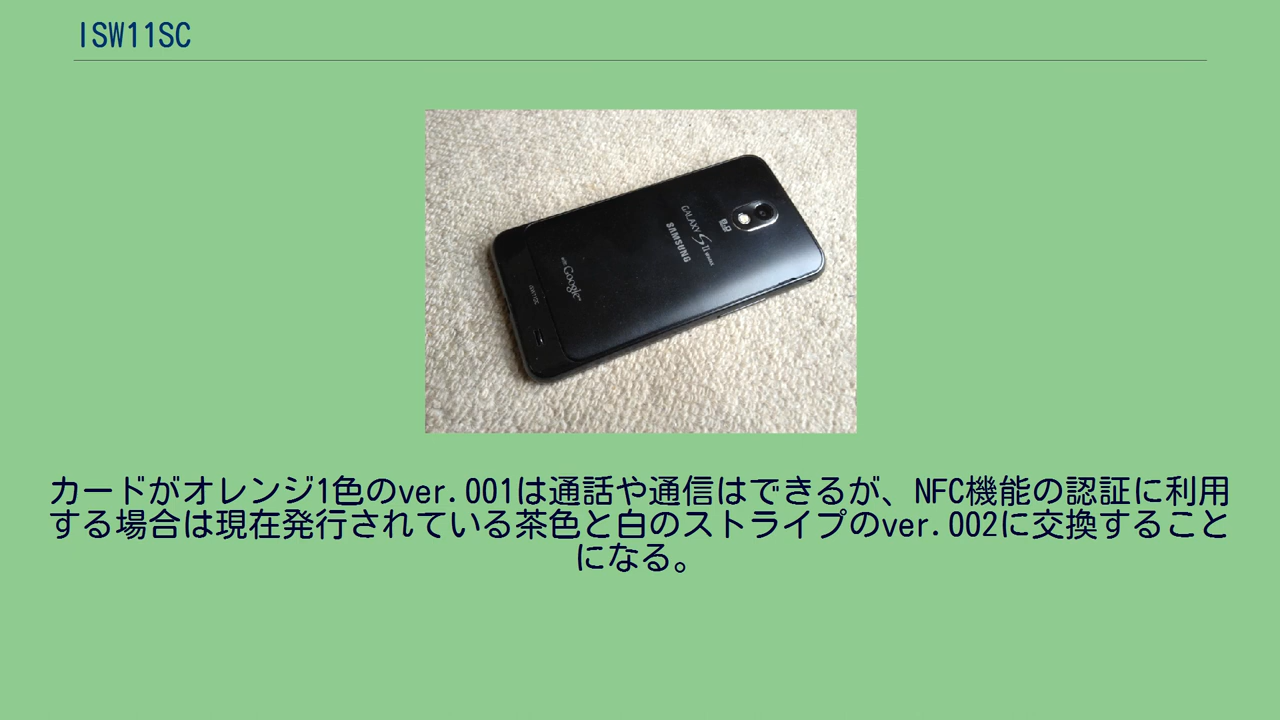 ISW11SC
GALAXY S II WiMAX
SAMSUNG
with Google
カードがオレンジ1色のver.001は通話や通信はできるが、NFC機能の認証に利用
する場合は現在発行されている茶色と白のストライプのver.002に交換すること
になる。